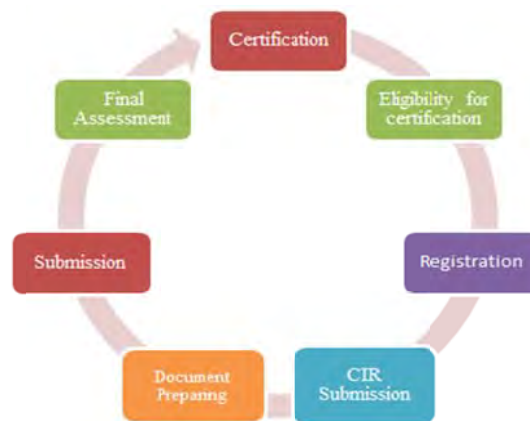 Certification
Eligibility for
certification
Registration
CIR
Submission
Document
Preparing
Submission
Final
Assessment